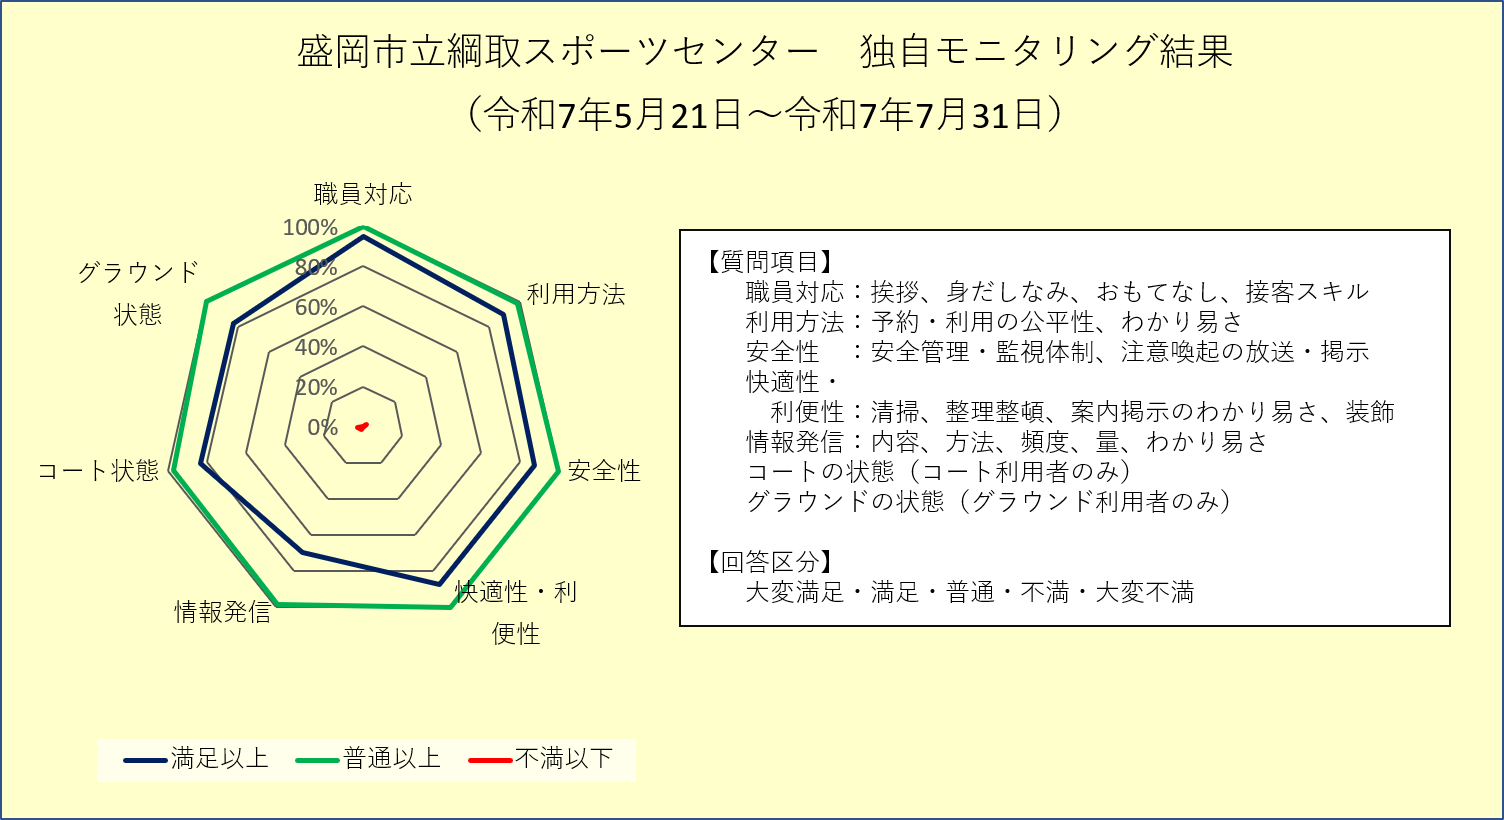 盛岡市立綱取スポーツセンター　独自モニタリング結果
（令和7年5月21日～令和7年7月31日）
職員対応
100%
80%
60%
40%
20%
0%
利用方法
安全性
快適性・利
便性
情報発信
コート状態
グラウンド
状態
満足以上
普通以上
不満以下
【質問項目】
職員対応：挨拶、身だしなみ、おもてなし、接客スキル
利用方法：予約・利用の公平性、わかり易さ
安全性　：安全管理・監視体制、注意喚起の放送・掲示
快適性・
利便性：清掃、整理整頓、案内掲示のわかり易さ、装飾
情報発信：内容、方法、頻度、量、わかり易さ
コートの状態（コート利用者のみ）
グラウンドの状態（グラウンド利用者のみ）
【回答区分】
大変満足・満足・普通・不満・大変不満